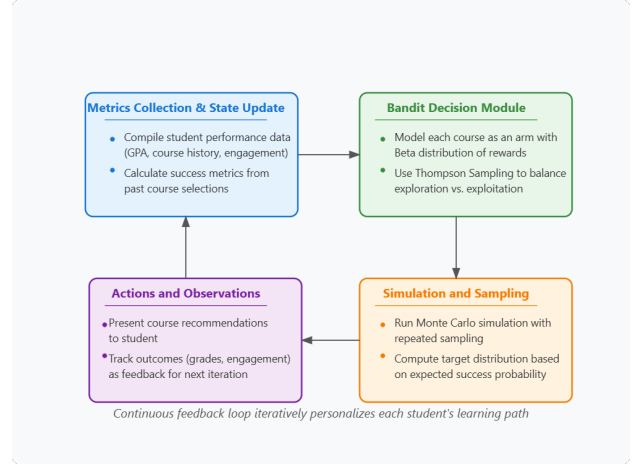 Metrics Collection & State Update
• Compile student performance data
(GPA, course history, engagement)
• Calculate success metrics from
past course selections
Bandit Decision Module
• Model each course as an arm with
Beta distribution of rewards
• Use Thompson Sampling to balance
exploration vs. exploitation
Actions and Observations
• Present course recommendations
to student
• Track outcomes (grades, engagement)
as feedback for next iteration
Simulation and Sampling
• Run Monte Carlo simulation with
repeated sampling
• Compute target distribution based
on expected success probability
Continuous feedback loop iteratively personalizes each student's learning path